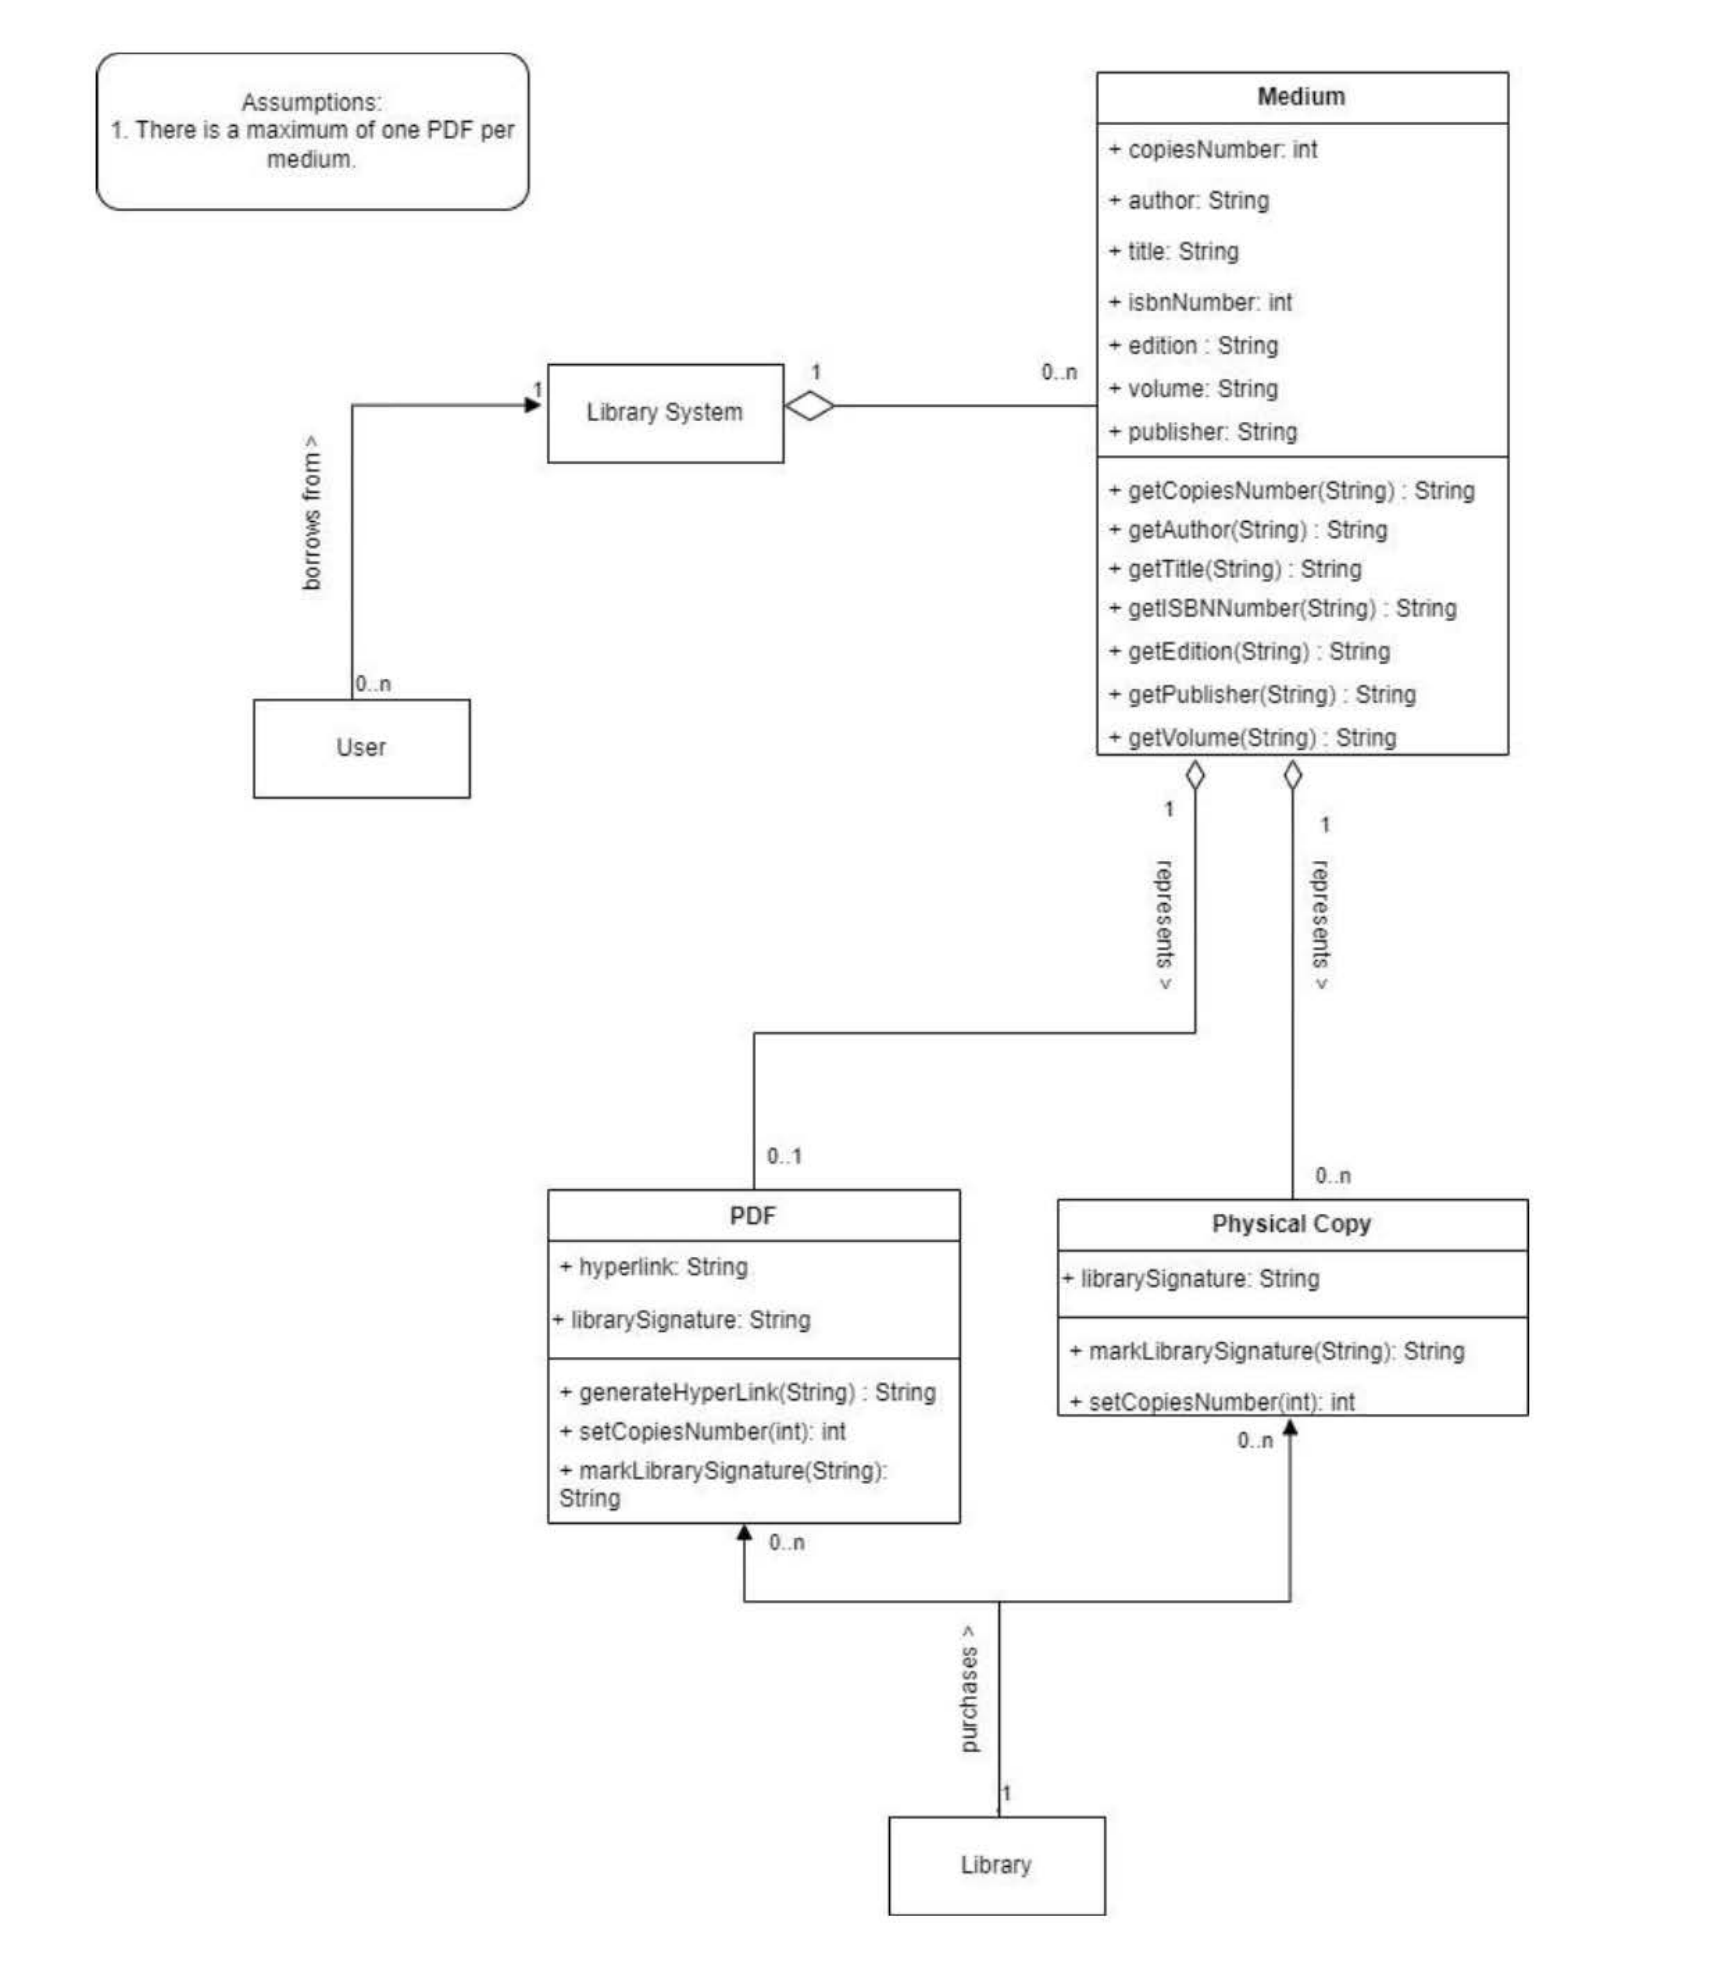 Assumptions:
1. There is a maximum of one PDF per
medium.
Medium
+ copiesNumber: int
+ author: String
+ title: String
+ isbnNumber: int
+ edition : String
+ volume: String
+ publisher: String
+ getCopiesNumber(String) : String
+ getAuthor(String) : String
+ getTitle(String) : String
+ getISBNNumber(String) : String
+ getEdition(String) : String
+ getPublisher(String) : String
+ getVolume(String) : String
1
Library System
1
0..n
borrows from >
0..n
User
1
represents >
1
represents >
0..1
0..n
PDF
+ hyperlink: String
+ librarySignature: String
+ generateHyperLink(String) : String
+ setCopiesNumber(int): int
+ markLibrarySignature(String):
String
Physical Copy
+ librarySignature: String
+ markLibrarySignature(String): String
+ setCopiesNumber(int): int
0..n
0..n
purchases >
1
Library